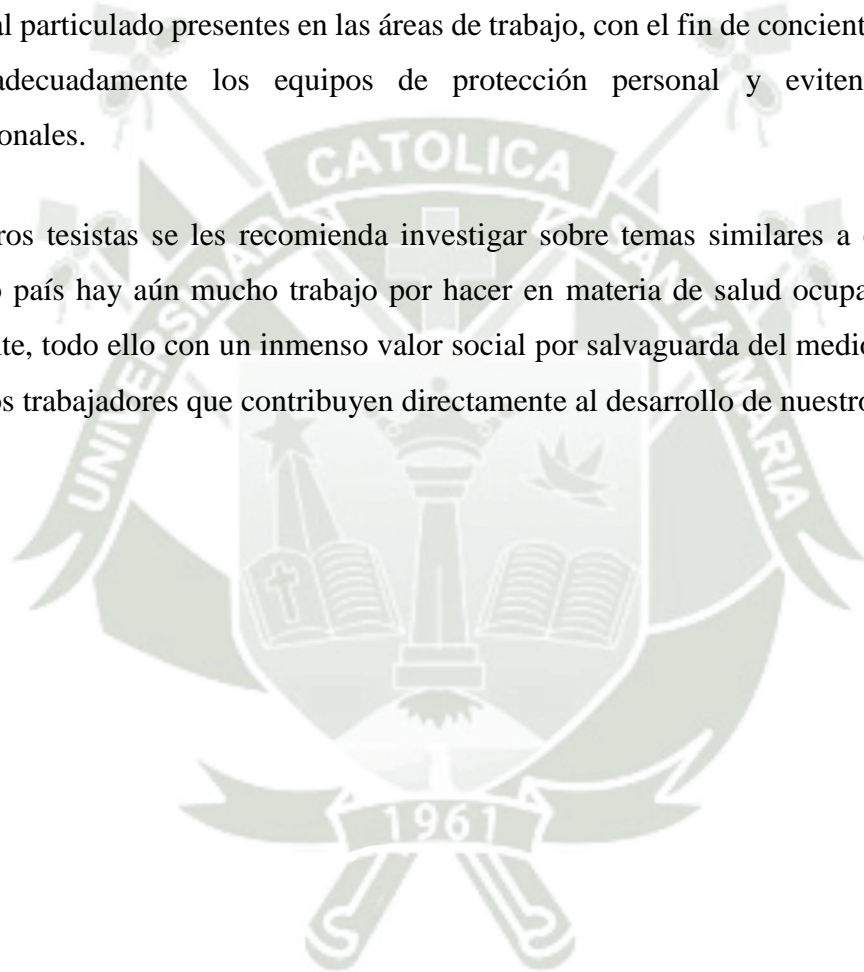 al particulado presentes en las áreas de trabajo, con el fin de concient
adecuadamente los equipos de protección personal y eviten
onales.
ros tesistas se les recomienda investigar sobre temas similares a
país hay aún mucho trabajo por hacer en materia de salud ocupa
te, todo ello con un inmenso valor social por salvaguarda del medio
os trabajadores que contribuyen directamente al desarrollo de nuestro
UNIVERSIDAD CATOLICA SANTA MARIA
1961